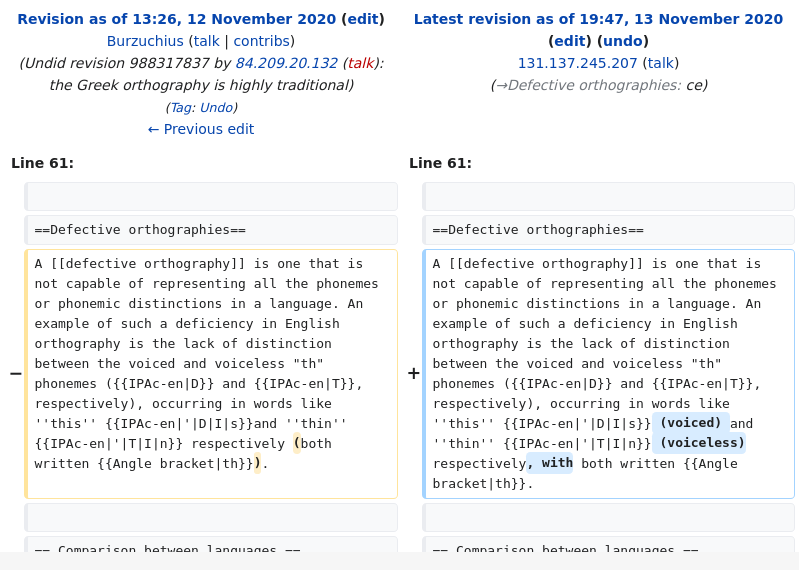 Revision as of 13:26, 12 November 2020 (edit)
Burzuchius (talk | contribs)
(Undid revision 988317837 by 84.209.20.132 (talk):
the Greek orthography is highly traditional)
(Tag: Undo)
← Previous edit
Latest revision as of 19:47, 13 November 2020
(edit) (undo)
131.137.245.207 (talk)
(→Defective orthographies: ce)
Line 61:
Line 61:
==Defective orthographies==
==Defective orthographies==
−
A [[defective orthography]] is one that is
not capable of representing all the phonemes
or phonemic distinctions in a language. An
example of such a deficiency in English
orthography is the lack of distinction
between the voiced and voiceless "th"
phonemes ({{IPAc-en|D}} and {{IPAc-en|T}},
respectively), occurring in words like
''this'' {{IPAc-en|'|D|I|s}}and ''thin''
{{IPAc-en|'|T|I|n}} respectively (both
written {{Angle bracket|th}}).
+
A [[defective orthography]] is one that is
not capable of representing all the phonemes
or phonemic distinctions in a language. An
example of such a deficiency in English
orthography is the lack of distinction
between the voiced and voiceless "th"
phonemes ({{IPAc-en|D}} and {{IPAc-en|T}},
respectively), occurring in words like
''this'' {{IPAc-en|'|D|I|s}} (voiced) and
''thin'' {{IPAc-en|'|T|I|n}} (voiceless)
respectively, with both written {{Angle
bracket|th}}.
== Comparison between languages ==
== Comparison between languages ==